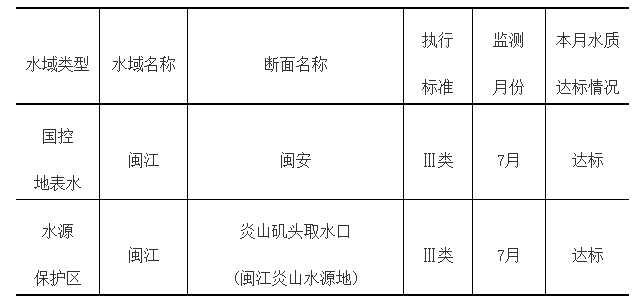 水域类型 水域名称 断面名称 执行 监测 本月水质
标准 月份 达标情况
国控
地表水 闽江 闽安 Ⅲ类 7月 达标
水源 炎山矶头取水口
保护区 闽江 (闽江炎山水源地) Ⅲ类 7月 达标